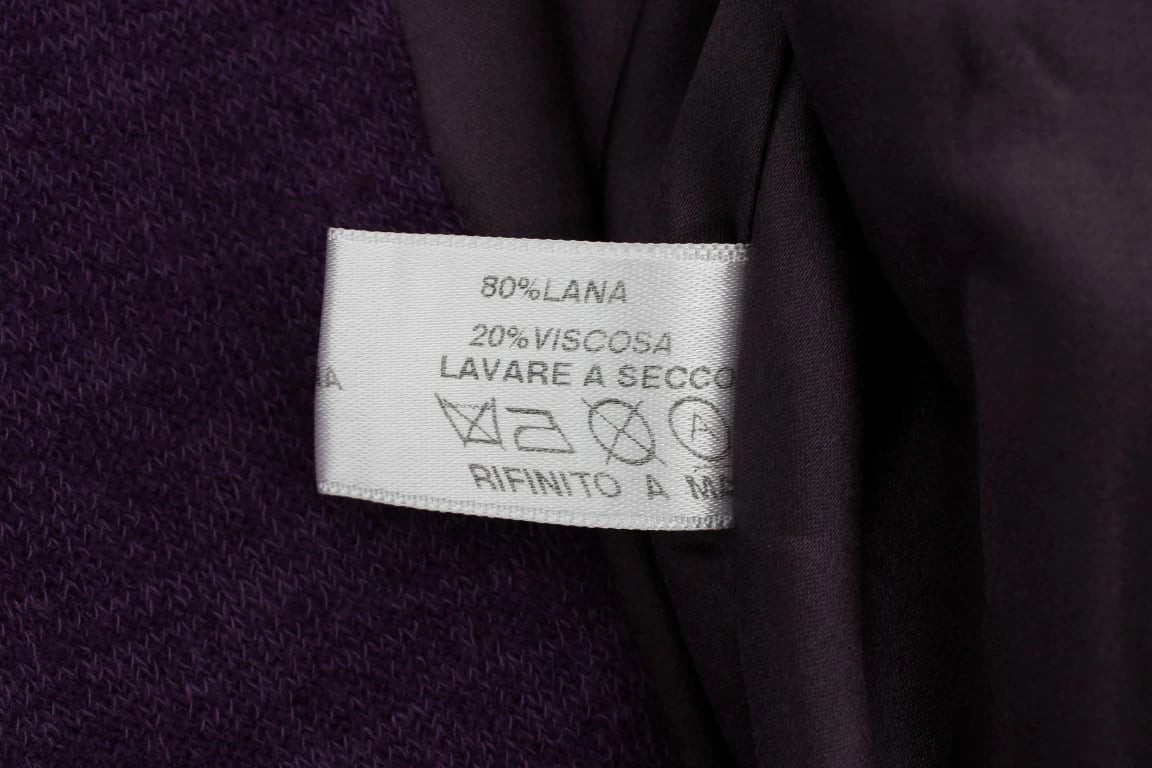 80%LANA
20%VISCOSA
LAVARE A SECCO
A
RIFINITO A